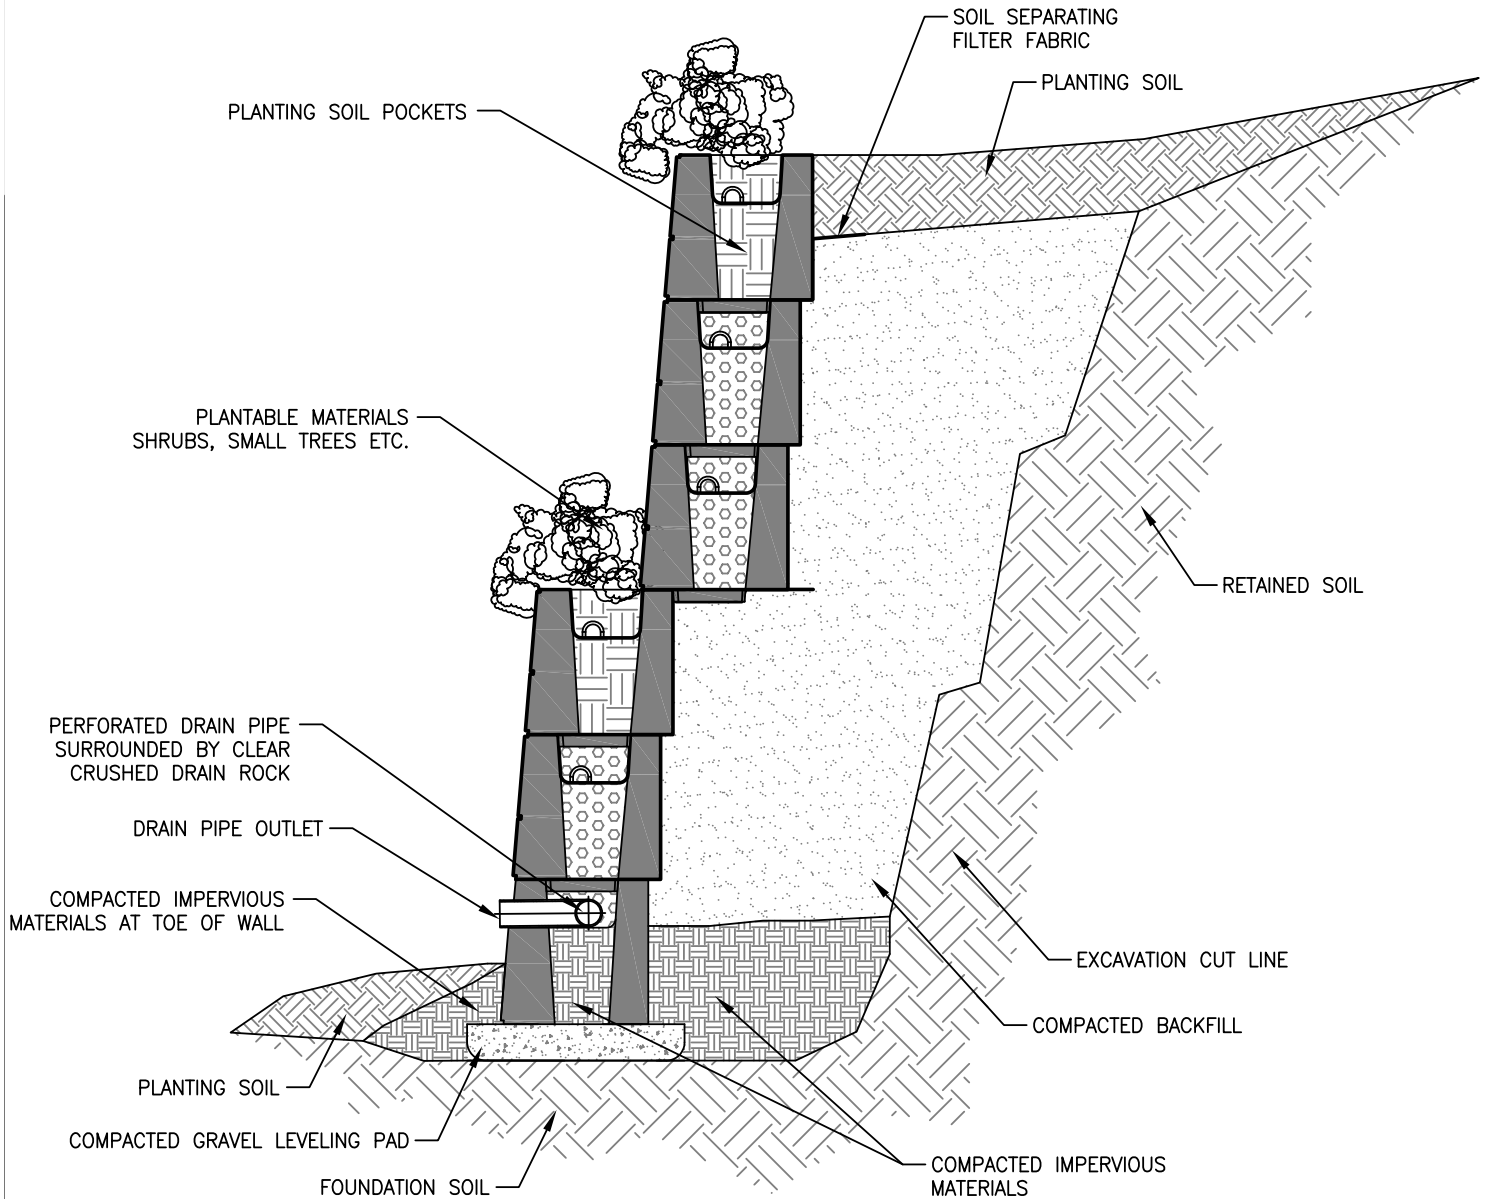 SOIL SEPARATING
FILTER FABRIC
PLANTING SOIL
PLANTING SOIL POCKETS
PLANTABLE MATERIALS
SHRUBS, SMALL TREES ETC.
RETAINED SOIL
PERFORATED DRAIN PIPE
SURROUNDED BY CLEAR
CRUSHED DRAIN ROCK
DRAIN PIPE OUTLET
COMPACTED IMPERVIOUS
MATERIALS AT TOE OF WALL
EXCAVATION CUT LINE
COMPACTED BACKFILL
PLANTING SOIL
COMPACTED GRAVEL LEVELING PAD
FOUNDATION SOIL
COMPACTED IMPERVIOUS
MATERIALS